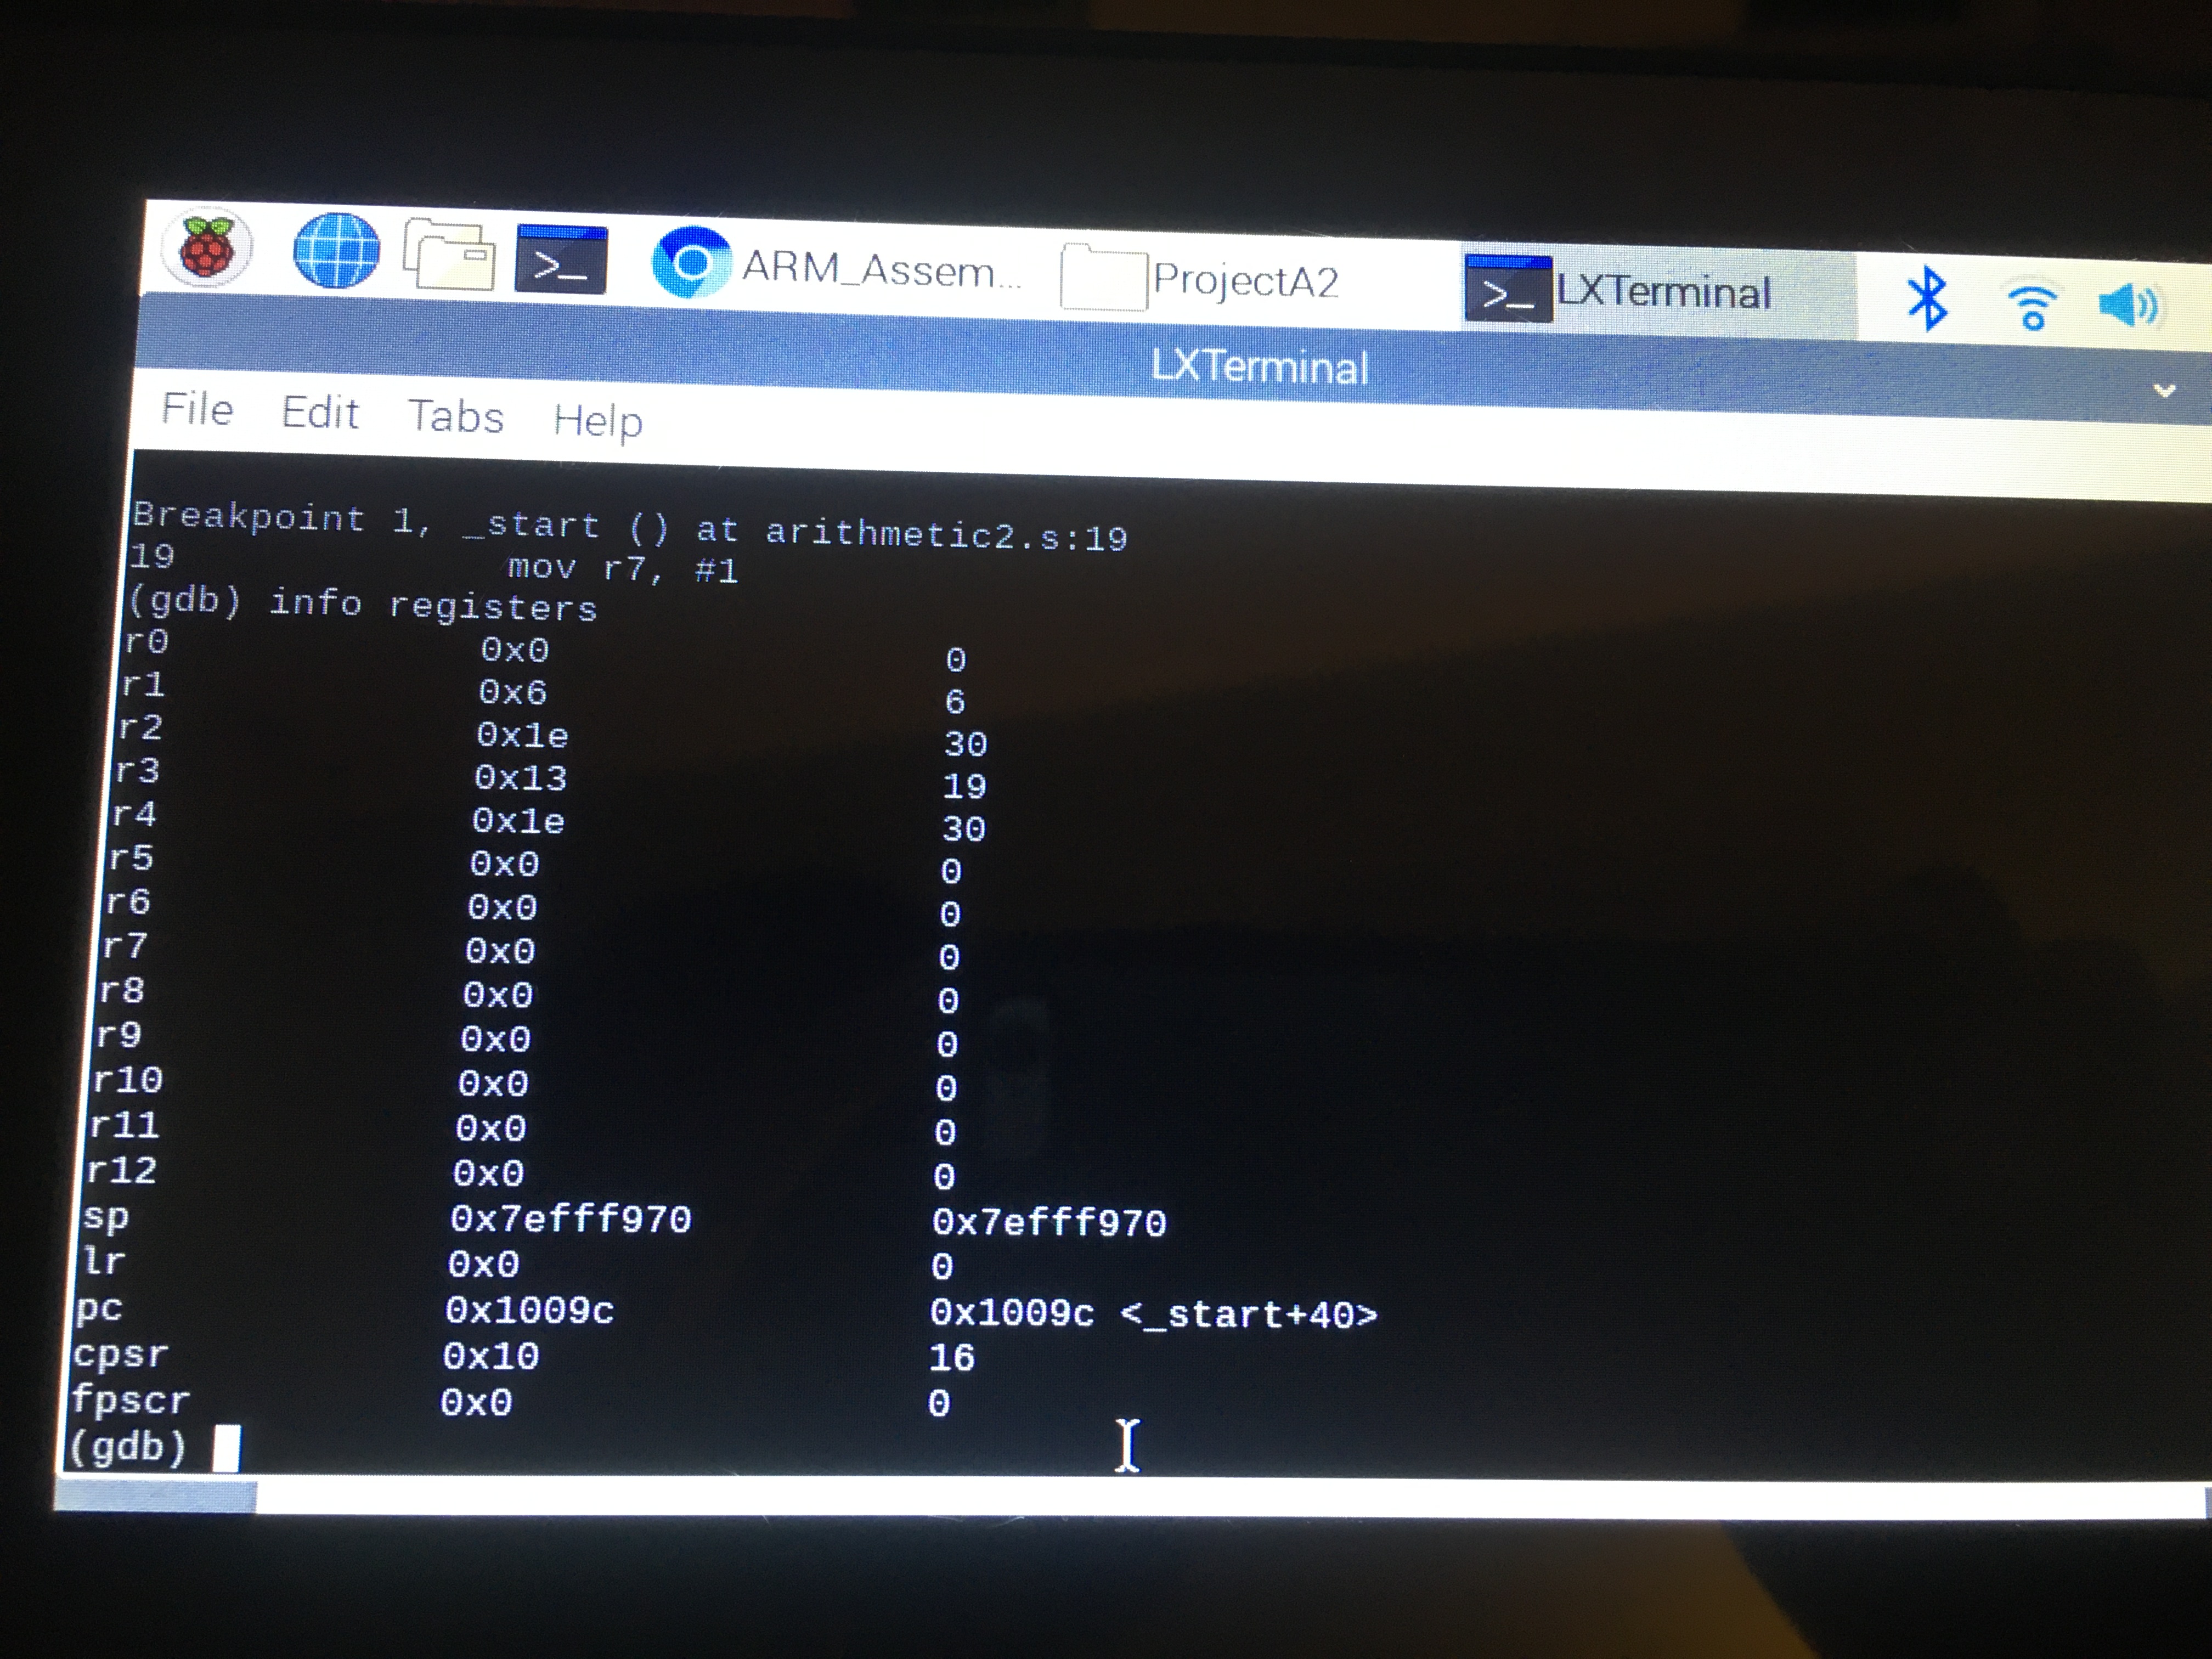 ARM_Assem... ProjectA2 LXTerminal
LXTerminal
File Edit Tabs Help
Breakpoint 1, _start () at arithmetic2.s:19
19 mov r7, #1
(gdb) info registers
r0 0x0 0
r1 0x6 6
r2 0x1e 30
r3 0x13 19
r4 0x1e 30
r5 0x0 0
r6 0x0 0
r7 0x0 0
r8 0x0 0
r9 0x0 0
r10 0x0 0
r11 0x0 0
r12 0x0 0
sp 0x7efff970 0x7efff970
lr 0x0 0
pc 0x1009c 0x1009c <_start+40>
cpsr 0x10 16
fpscr 0x0 0
(gdb)